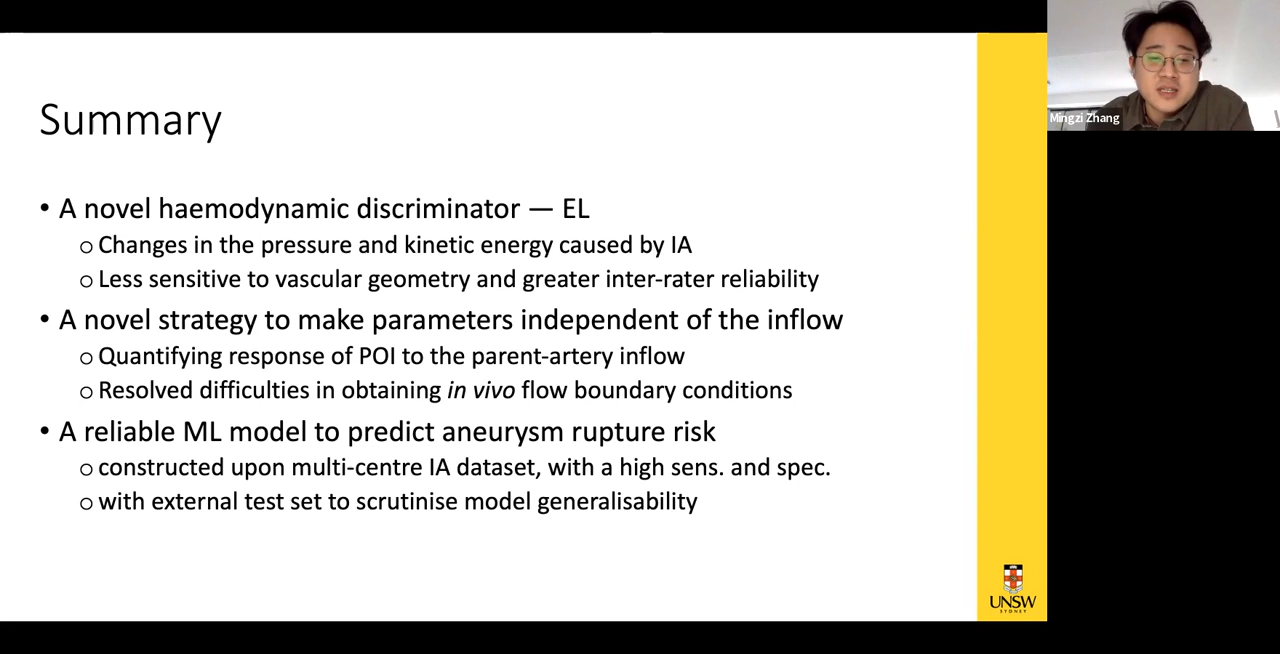 Summary
• A novel haemodynamic discriminator — EL
○ Changes in the pressure and kinetic energy caused by IA
○ Less sensitive to vascular geometry and greater inter-rater reliability
• A novel strategy to make parameters independent of the inflow
○ Quantifying response of POI to the parent-artery inflow
○ Resolved difficulties in obtaining in vivo flow boundary conditions
• A reliable ML model to predict aneurysm rupture risk
○ constructed upon multi-centre IA dataset, with a high sens. and spec.
○ with external test set to scrutinise model generalisability
UNSW
SYDNEY
Mingzi Zhang